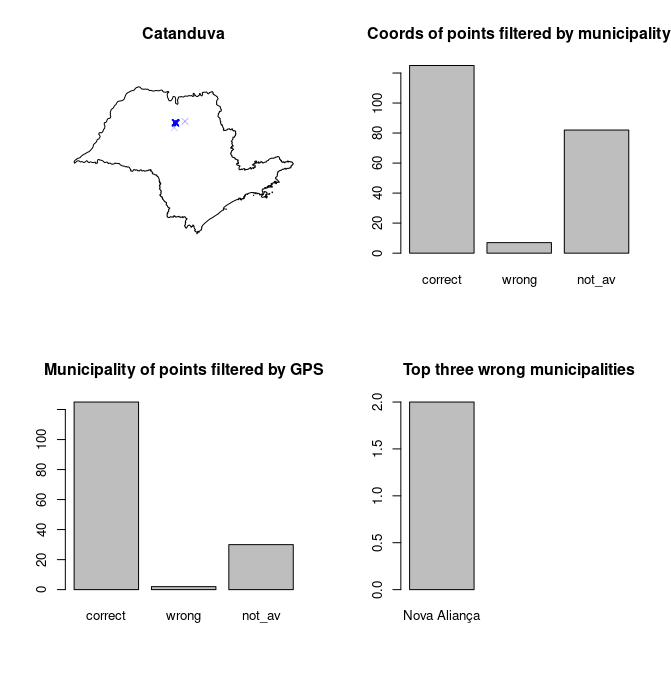 Catanduva
Coords of points filtered by municipality
100
80
60
40
20
0
correct wrong not_av
Municipality of points filtered by GPS
100
80
60
40
20
0
correct wrong not_av
Top three wrong municipalities
2.0
1.5
1.0
0.5
0.0
Nova Aliança